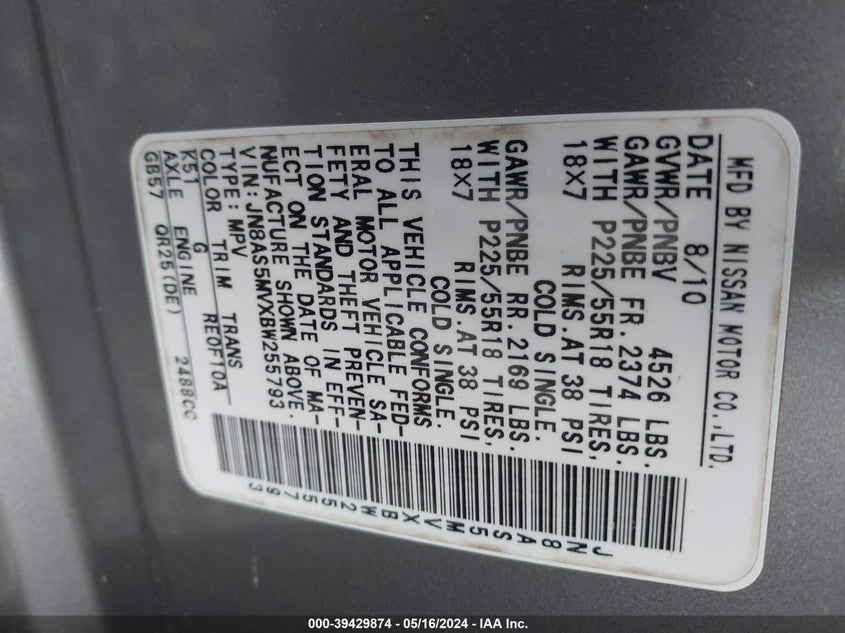 MFD BY NISSAN MOTOR CO.,LTD.
DATE 8/10
GVWR/PNBV 4526 LBS.
GAWR/PNBE FR. 2374 LBS.
WITH P225/55R18 TIRES,
18X7 RIMS.AT 38 PSI
COLD SINGLE.
GAWR/PNBE RR. 2169 LBS.
WITH P225/55R18 TIRES,
18X7 RIMS.AT 38 PSI
COLD SINGLE.
THIS VEHICLE CONFORMS
TO ALL APPLICABLE FED-
ERAL MOTOR VEHICLE SA-
FETY AND THEFT PREVEN-
TION STANDARDS IN EFF-
ECT ON THE DATE OF MA-
NUFACTURE SHOWN ABOVE.
VIN:JN8AS5MVXBW255793
TYPE:MPV
COLOR TRIM TRANS
K51 G RE0F10A
AXLE ENGINE
GB57 QR25(DE) 2488CC
JN8AS5MVXBW255793
000-39429874 - 05/16/2024 - IAA Inc.